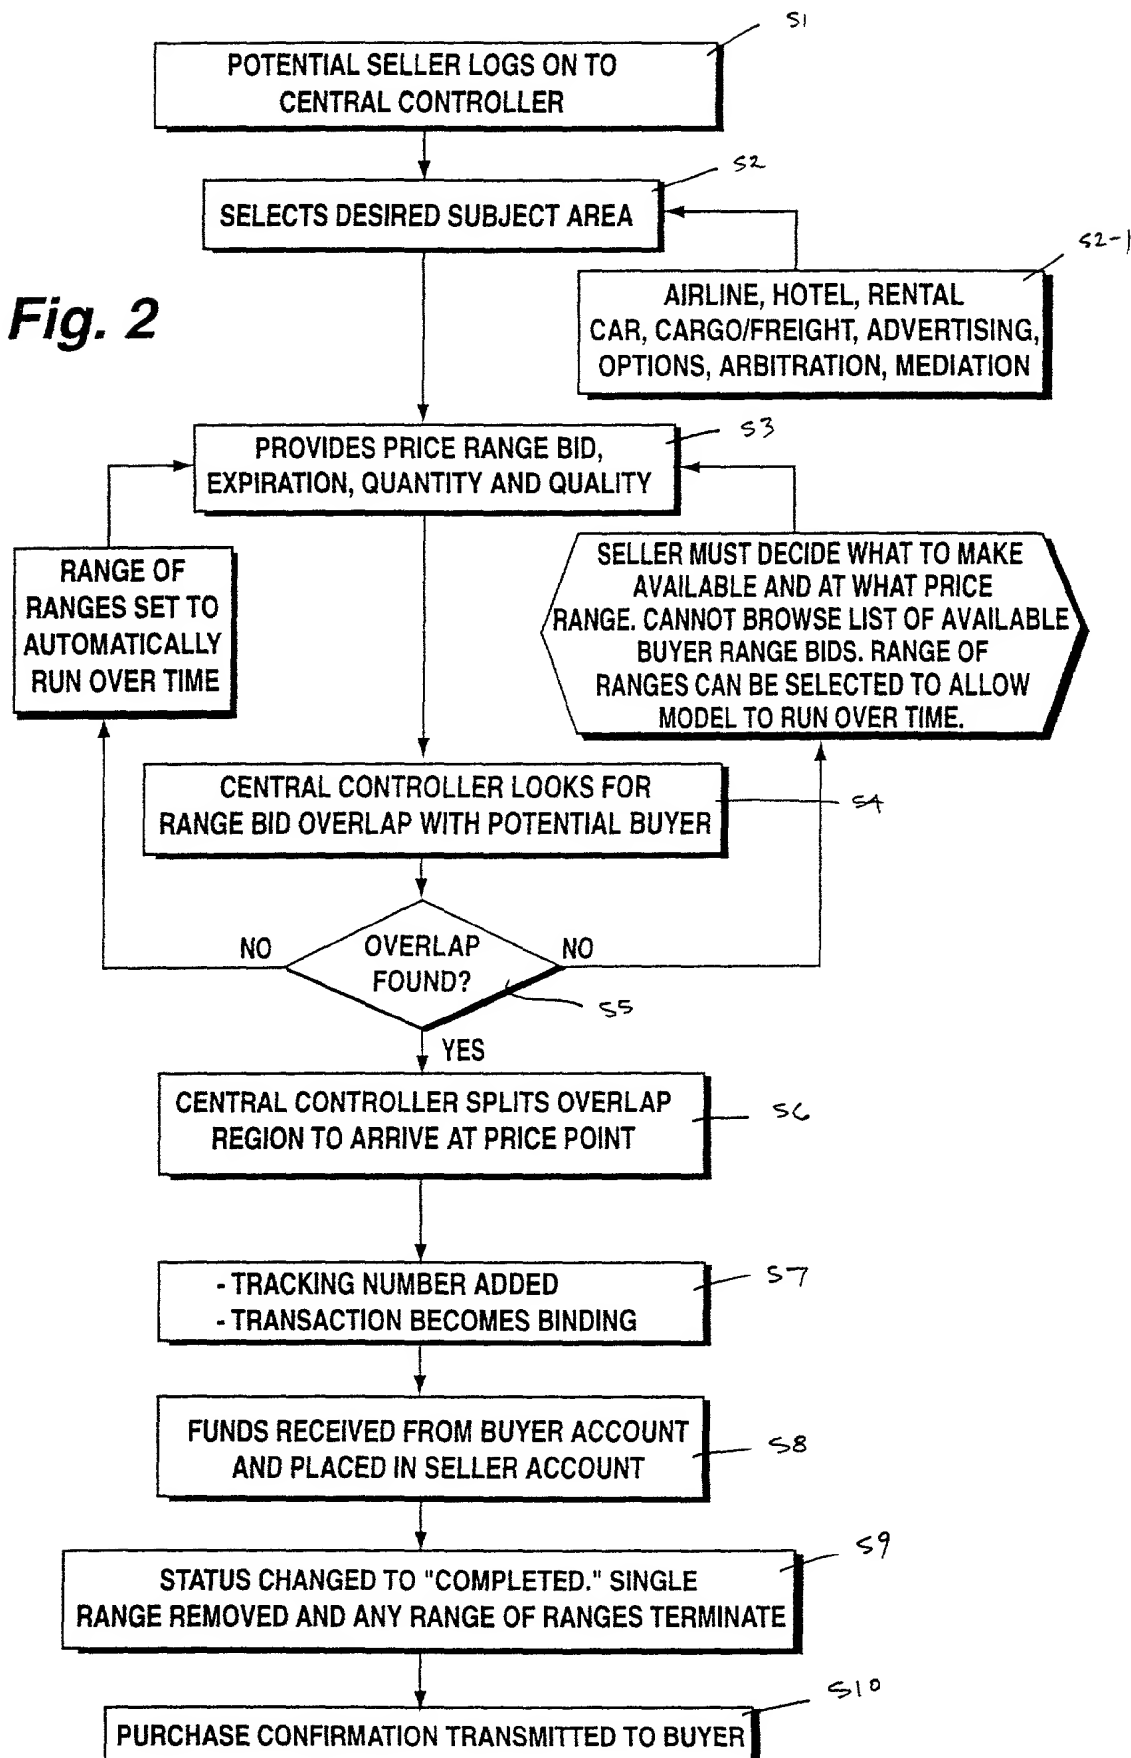 S1
POTENTIAL SELLER LOGS ON TO
CENTRAL CONTROLLER
S2
SELECTS DESIRED SUBJECT AREA
S2-1
AIRLINE, HOTEL, RENTAL
CAR, CARGO/FREIGHT, ADVERTISING,
OPTIONS, ARBITRATION, MEDIATION
Fig. 2
S3
PROVIDES PRICE RANGE BID,
EXPIRATION, QUANTITY AND QUALITY
RANGE OF
RANGES SET TO
AUTOMATICALLY
RUN OVER TIME
SELLER MUST DECIDE WHAT TO MAKE
AVAILABLE AND AT WHAT PRICE
RANGE. CANNOT BROWSE LIST OF AVAILABLE
BUYER RANGE BIDS. RANGE OF
RANGES CAN BE SELECTED TO ALLOW
MODEL TO RUN OVER TIME.
CENTRAL CONTROLLER LOOKS FOR
RANGE BID OVERLAP WITH POTENTIAL BUYER
S4
NO
OVERLAP
FOUND?
NO
S5
YES
CENTRAL CONTROLLER SPLITS OVERLAP
REGION TO ARRIVE AT PRICE POINT
S6
- TRACKING NUMBER ADDED
- TRANSACTION BECOMES BINDING
S7
FUNDS RECEIVED FROM BUYER ACCOUNT
AND PLACED IN SELLER ACCOUNT
S8
S9
STATUS CHANGED TO "COMPLETED." SINGLE
RANGE REMOVED AND ANY RANGE OF RANGES TERMINATE
S10
PURCHASE CONFIRMATION TRANSMITTED TO BUYER